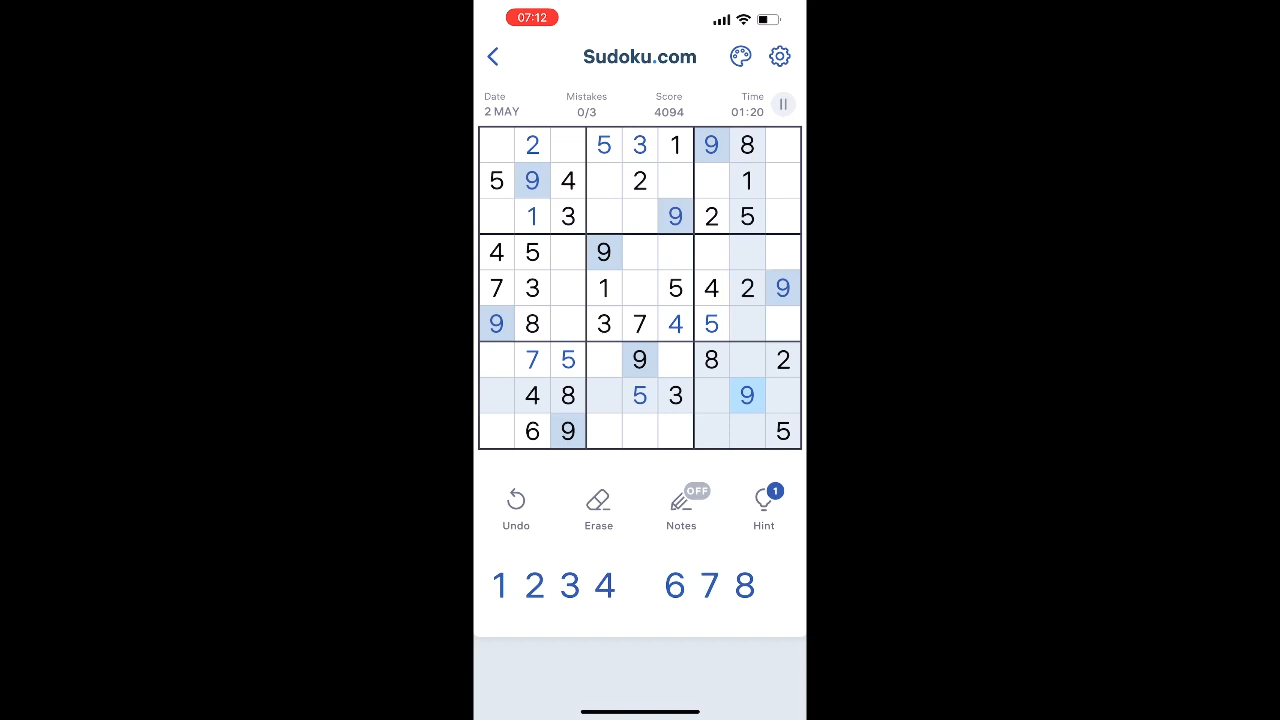 07:12
Sudoku.com
Date Mistakes Score Time
2 MAY 0/3 4094 01:20
2 5 3 1 9 8
5 9 4 2 1
1 3 9 2 5
4 5 9
7 3 1 5 4 2 9
9 8 3 7 4 5
7 5 9 8 2
4 8 5 3 9
6 9 5
OFF 1
Undo Erase Notes Hint
1 2 3 4 6 7 8